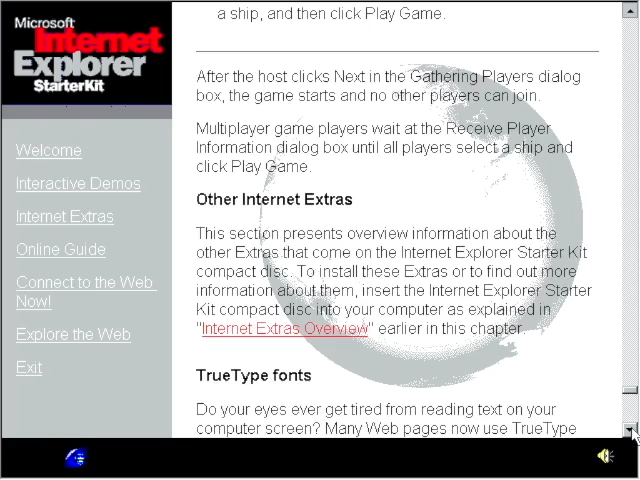 Microsoft
Internet
Explorer
StarterKit
Welcome
Interactive Demos
Internet Extras
Online Guide
Connect to the Web
Now!
Explore the Web
Exit
a ship, and then click Play Game.
After the host clicks Next in the Gathering Players dialog
box, the game starts and no other players can join.
Multiplayer game players wait at the Receive Player
Information dialog box until all players select a ship and
click Play Game.
Other Internet Extras
This section presents overview information about the
other Extras that come on the Internet Explorer Starter Kit
compact disc. To install these Extras or to find out more
information about them, insert the Internet Explorer Starter
Kit compact disc into your computer as explained in
"Internet Extras Overview" earlier in this chapter.
TrueType fonts
Do your eyes ever get tired from reading text on your
computer screen? Many Web pages now use TrueType